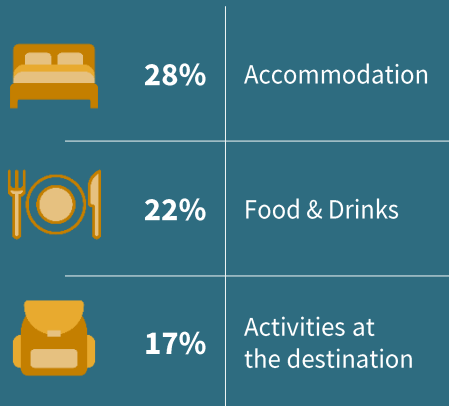 28% Accommodation
22% Food & Drinks
17% Activities at
the destination